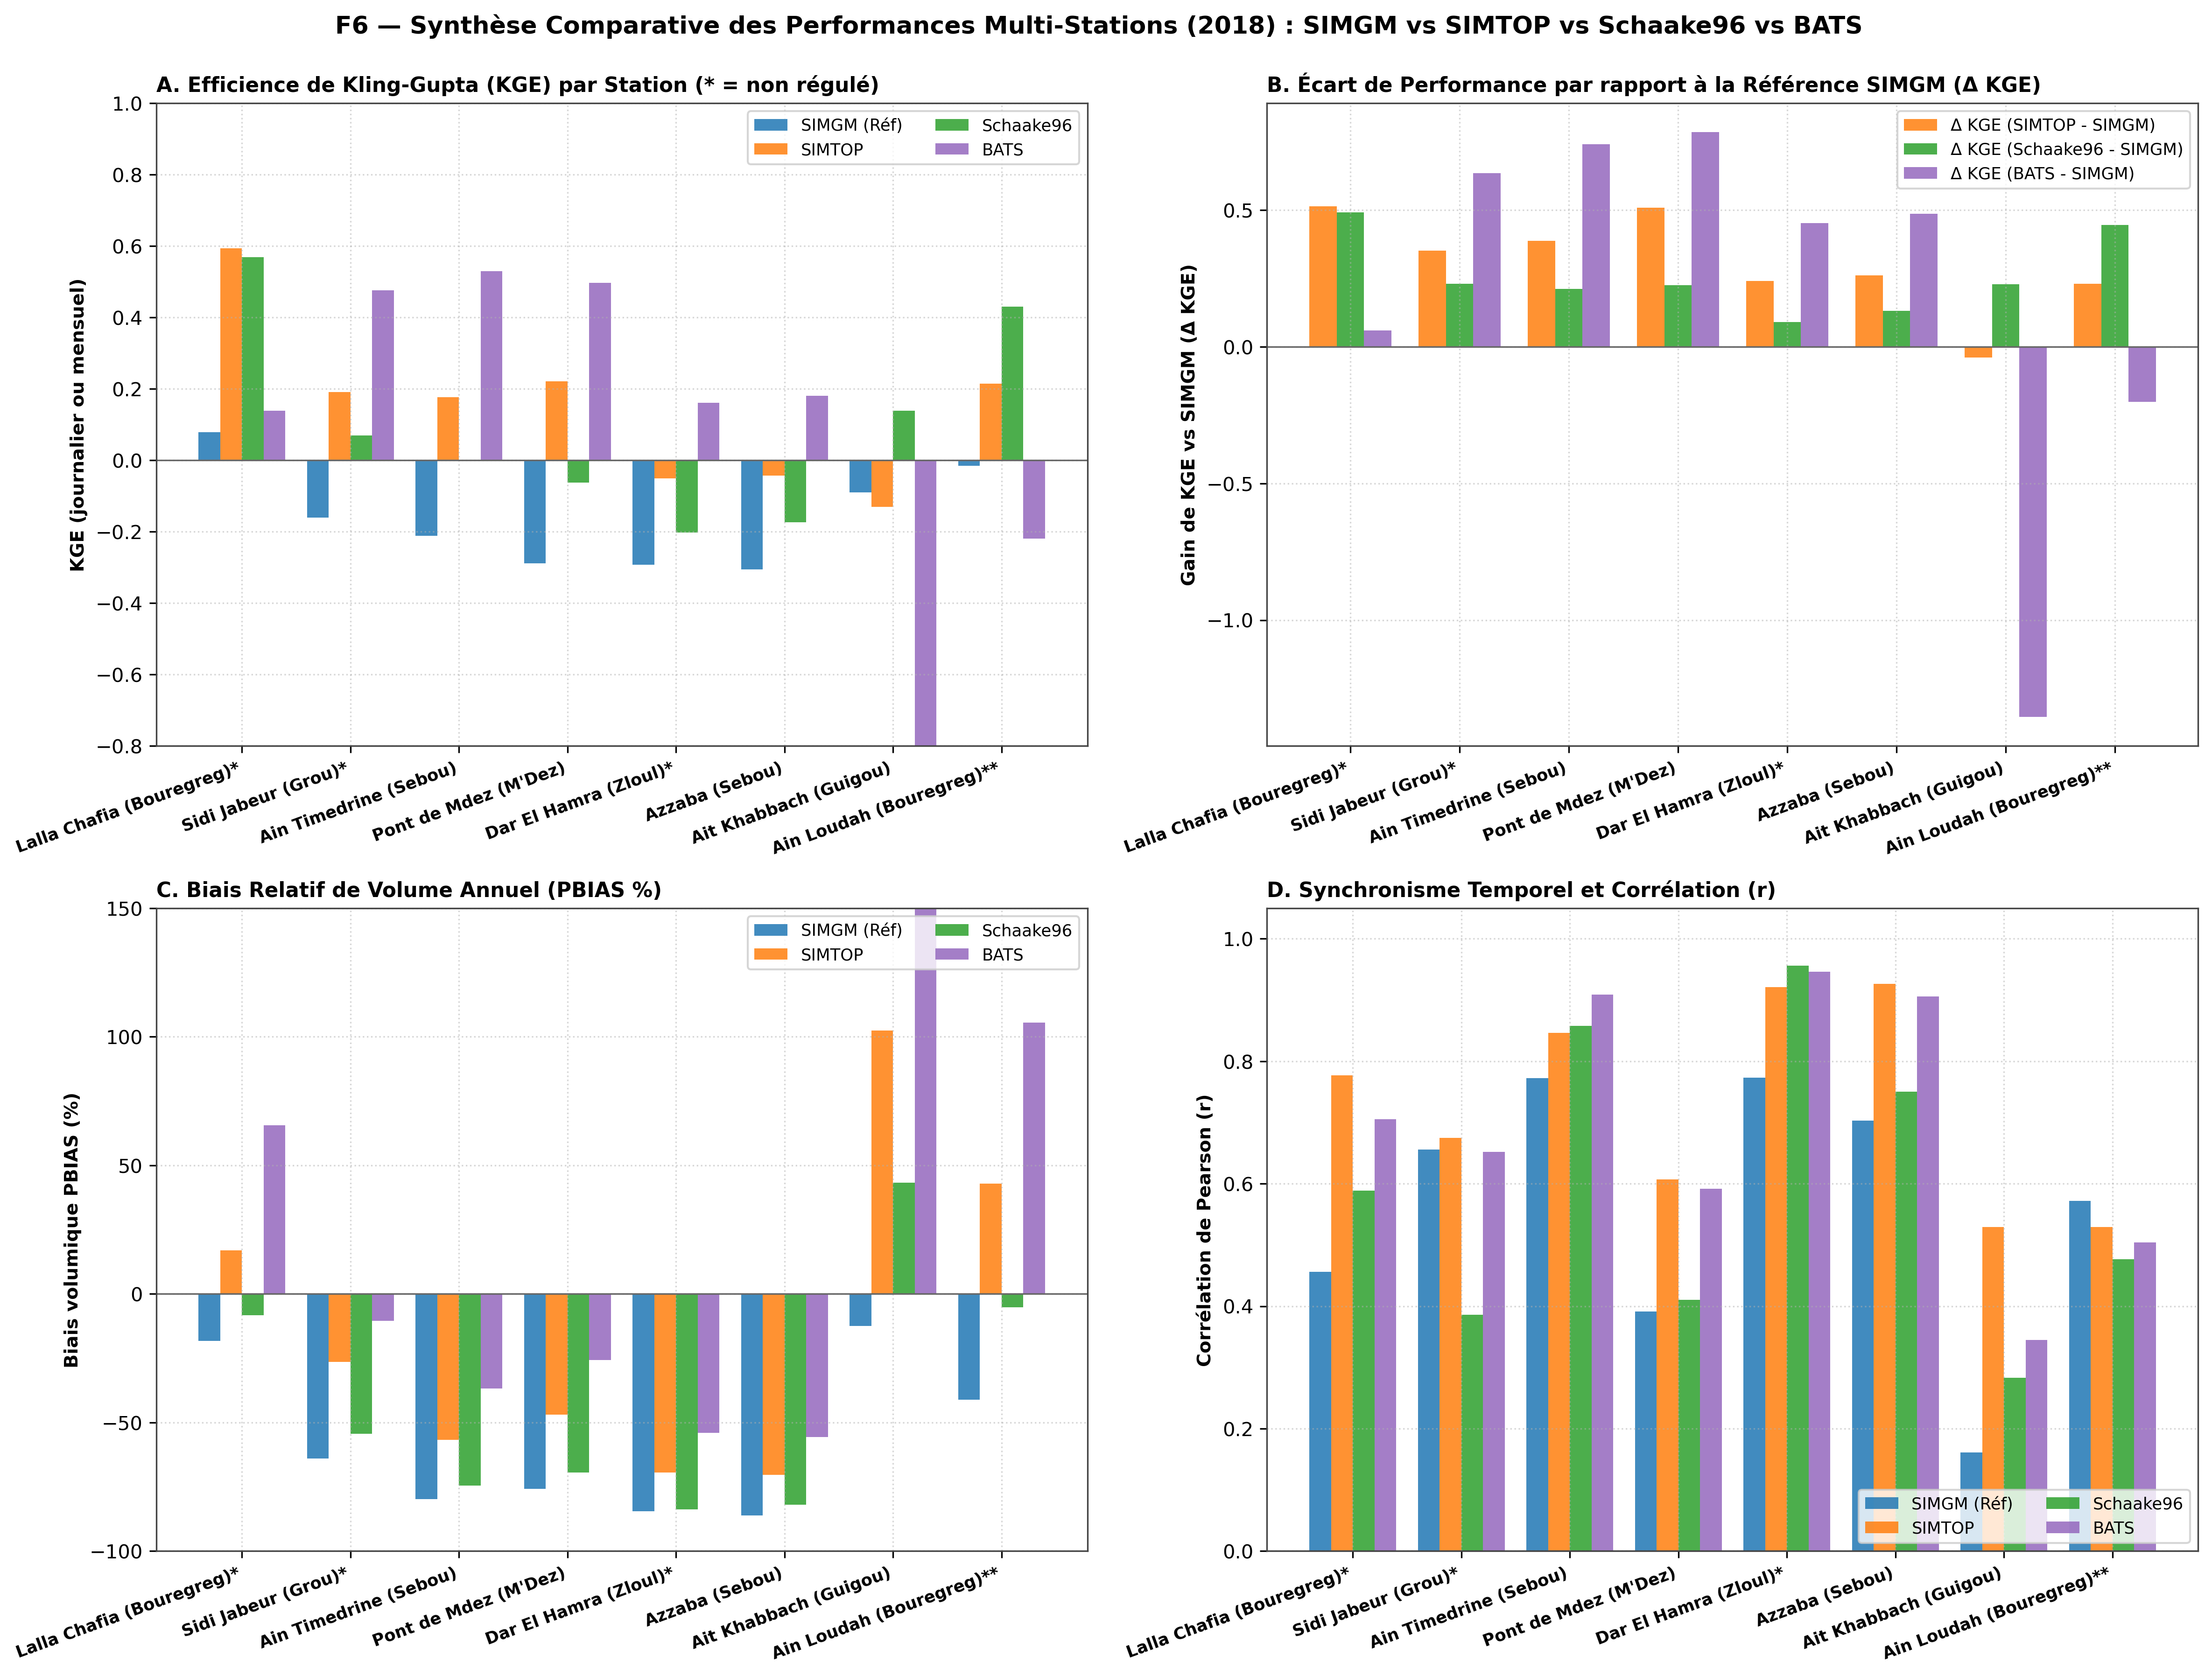 F6 — Synthèse Comparative des Performances Multi-Stations (2018) : SIMGM vs SIMTOP vs Schaake96 vs BATS
A. Efficience de Kling-Gupta (KGE) par Station (* = non régulé)
KGE (journalier ou mensuel)
1.0
0.8
0.6
0.4
0.2
0.0
−0.2
−0.4
−0.6
−0.8
SIMGM (Réf)
SIMTOP
Schaake96
BATS
Lalla Chafia (Bouregreg)*
Sidi Jabeur (Grou)*
Ain Timedrine (Sebou)
Pont de Mdez (M'Dez)
Dar El Hamra (Zloul)*
Azzaba (Sebou)
Ait Khabbach (Guigou)
Ain Loudah (Bouregreg)**
B. Écart de Performance par rapport à la Référence SIMGM (Δ KGE)
Gain de KGE vs SIMGM (Δ KGE)
0.5
0.0
−0.5
−1.0
Δ KGE (SIMTOP - SIMGM)
Δ KGE (Schaake96 - SIMGM)
Δ KGE (BATS - SIMGM)
Lalla Chafia (Bouregreg)*
Sidi Jabeur (Grou)*
Ain Timedrine (Sebou)
Pont de Mdez (M'Dez)
Dar El Hamra (Zloul)*
Azzaba (Sebou)
Ait Khabbach (Guigou)
Ain Loudah (Bouregreg)**
C. Biais Relatif de Volume Annuel (PBIAS %)
Biais volumique PBIAS (%)
150
100
50
0
−50
−100
SIMGM (Réf)
SIMTOP
Schaake96
BATS
Lalla Chafia (Bouregreg)*
Sidi Jabeur (Grou)*
Ain Timedrine (Sebou)
Pont de Mdez (M'Dez)
Dar El Hamra (Zloul)*
Azzaba (Sebou)
Ait Khabbach (Guigou)
Ain Loudah (Bouregreg)**
D. Synchronisme Temporel et Corrélation (r)
Corrélation de Pearson (r)
1.0
0.8
0.6
0.4
0.2
0.0
SIMGM (Réf)
SIMTOP
Schaake96
BATS
Lalla Chafia (Bouregreg)*
Sidi Jabeur (Grou)*
Ain Timedrine (Sebou)
Pont de Mdez (M'Dez)
Dar El Hamra (Zloul)*
Azzaba (Sebou)
Ait Khabbach (Guigou)
Ain Loudah (Bouregreg)**